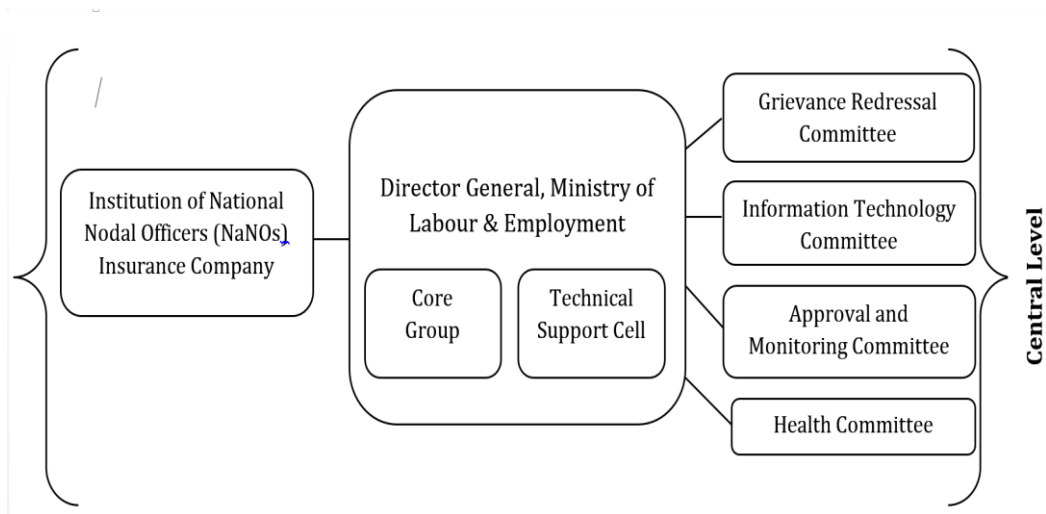 Institution of National
Nodal Officers (NaNOs)
Insurance Company
Director General, Ministry of
Labour & Employment
Core
Group
Technical
Support Cell
Grievance Redressal
Committee
Information Technology
Committee
Approval and
Monitoring Committee
Health Committee
Central Level